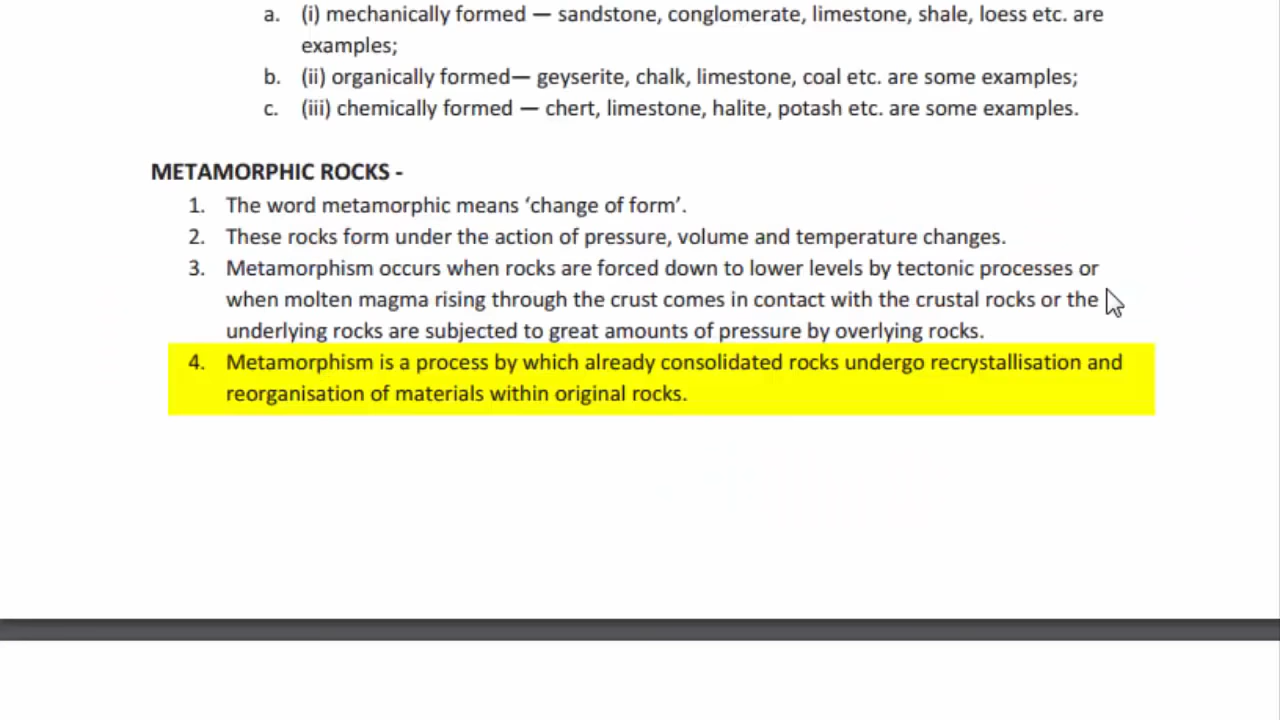 a. (i) mechanically formed — sandstone, conglomerate, limestone, shale, loess etc. are
examples;
b. (ii) organically formed— geyserite, chalk, limestone, coal etc. are some examples;
c. (iii) chemically formed — chert, limestone, halite, potash etc. are some examples.
METAMORPHIC ROCKS -
1. The word metamorphic means ‘change of form’.
2. These rocks form under the action of pressure, volume and temperature changes.
3. Metamorphism occurs when rocks are forced down to lower levels by tectonic processes or
when molten magma rising through the crust comes in contact with the crustal rocks or the
underlying rocks are subjected to great amounts of pressure by overlying rocks.
4. Metamorphism is a process by which already consolidated rocks undergo recrystallisation and
reorganisation of materials within original rocks.